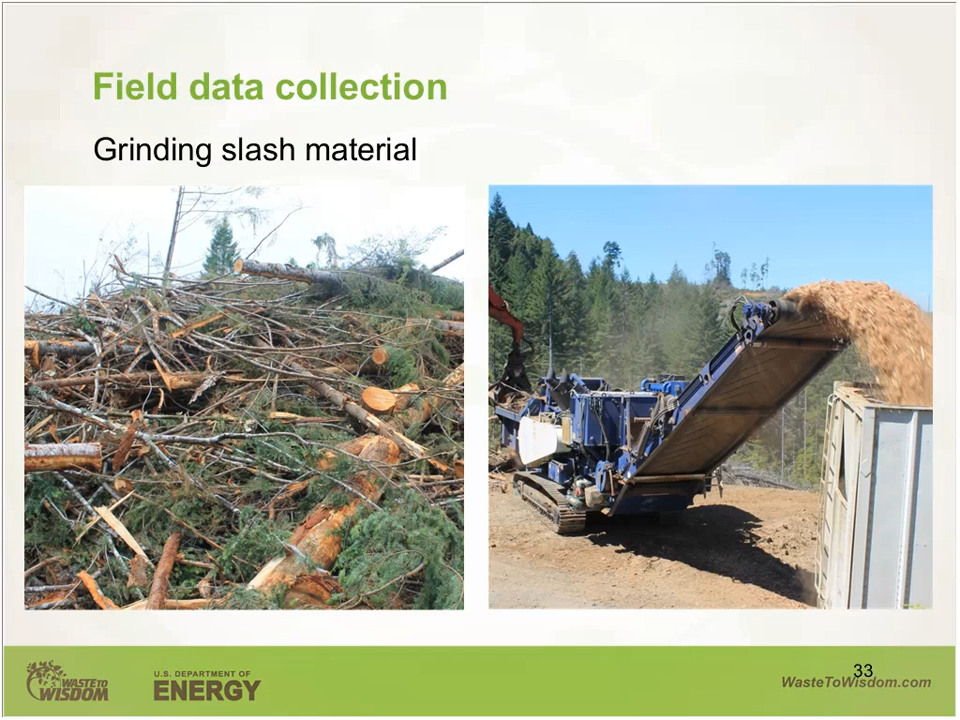 Field data collection
Grinding slash material
WASTE TO
WISDOM
U.S. DEPARTMENT OF
ENERGY
33
WasteToWisdom.com